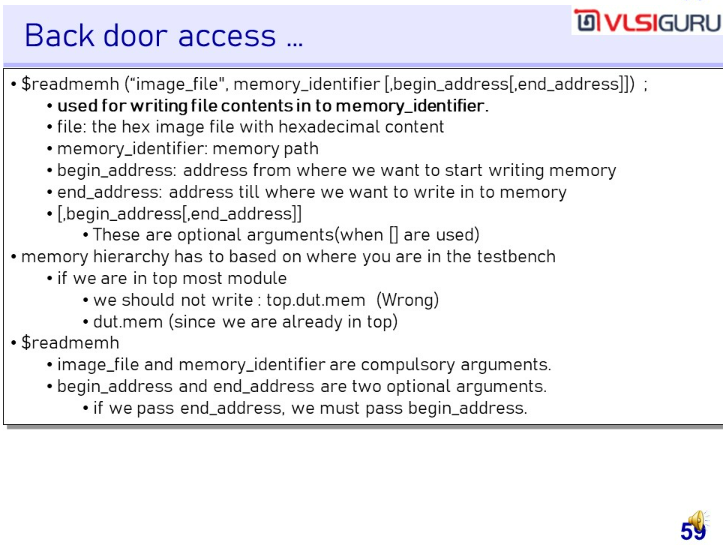 Back door access ...
VLSIGURU
• $readmemh (“image_file", memory_identifier [,begin_address[,end_address]]) ;
• used for writing file contents in to memory_identifier.
• file: the hex image file with hexadecimal content
• memory_identifier: memory path
• begin_address: address from where we want to start writing memory
• end_address: address till where we want to write in to memory
• [,begin_address[,end_address]]
• These are optional arguments(when [] are used)
• memory hierarchy has to based on where you are in the testbench
• if we are in top most module
• we should not write : top.dut.mem (Wrong)
• dut.mem (since we are already in top)
• $readmemh
• image_file and memory_identifier are compulsory arguments.
• begin_address and end_address are two optional arguments.
• if we pass end_address, we must pass begin_address.
59